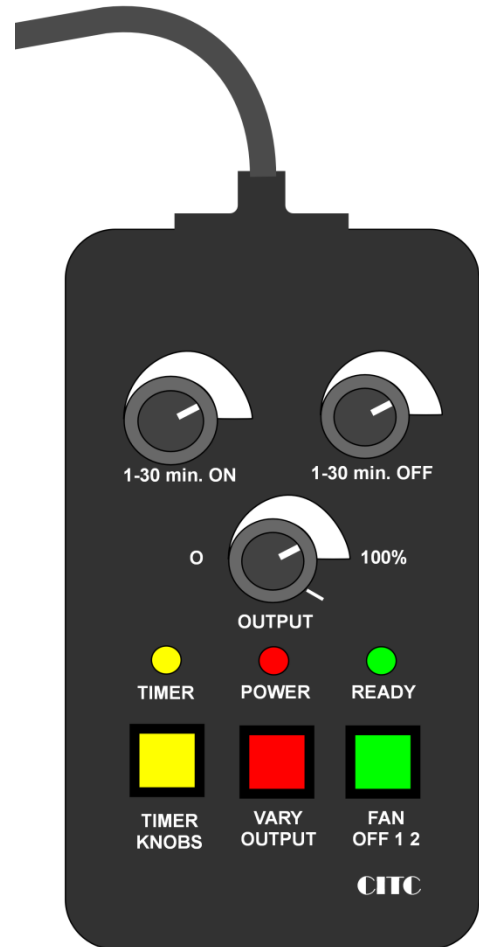 1-30 min. ON
1-30 min. OFF
O
100%
OUTPUT
TIMER
POWER
READY
TIMER
KNOBS
VARY
OUTPUT
FAN
OFF 1 2
CITC